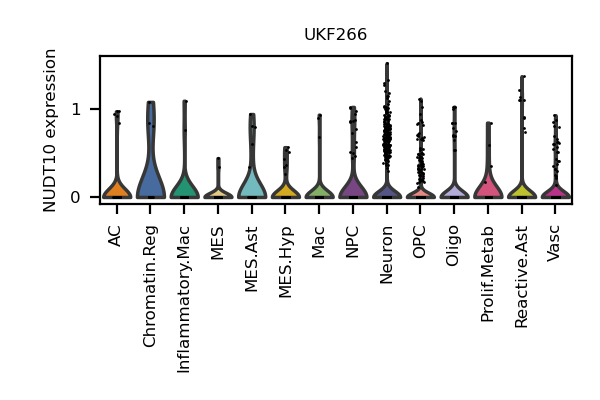 UKF266
NUDT10 expression
1
0
AC
Chromatin.Reg
Inflammatory.Mac
MES
MES.Ast
MES.Hyp
Mac
NPC
Neuron
OPC
Oligo
Prolif.Metab
Reactive.Ast
Vasc